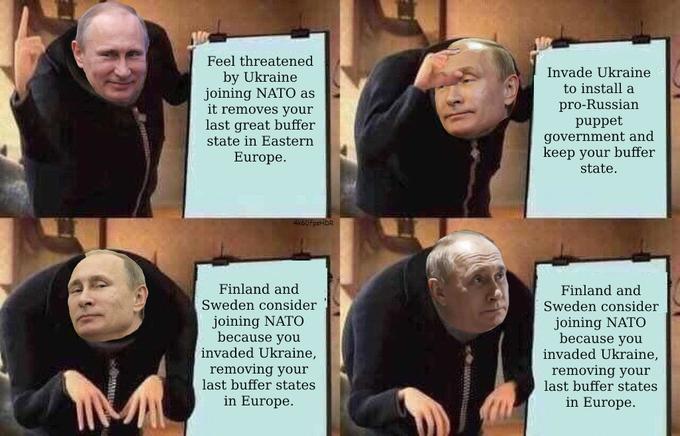 Feel threatened
by Ukraine
joining NATO as
it removes your
last great buffer
state in Eastern
Europe.
Invade Ukraine
to install a
pro-Russian
puppet
government and
keep your buffer
state.
Finland and
Sweden consider
joining NATO
because you
invaded Ukraine,
removing your
last buffer states
in Europe.
Finland and
Sweden consider
joining NATO
because you
invaded Ukraine,
removing your
last buffer states
in Europe.